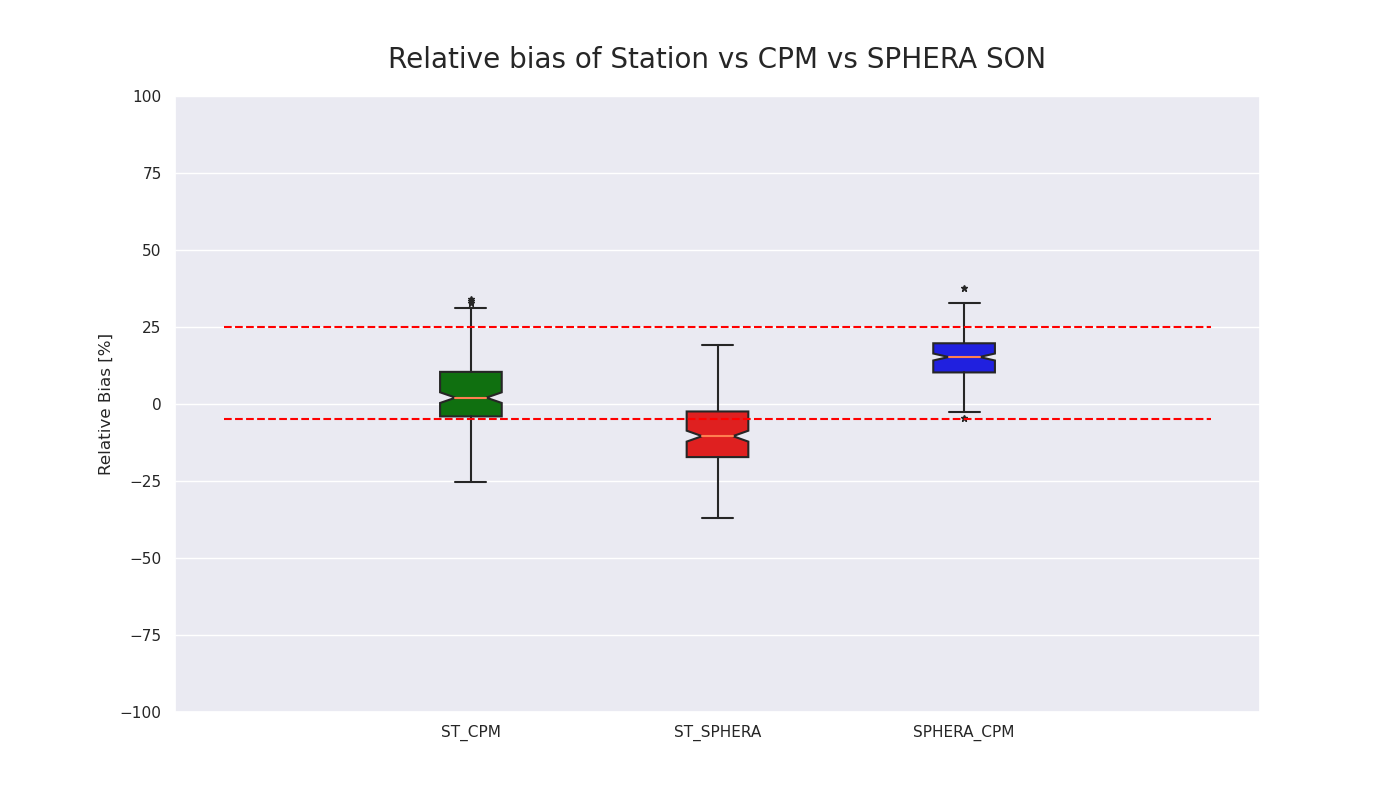 Relative bias of Station vs CPM vs SPHERA SON
100
75
50
25
0
−25
−50
−75
−100
Relative Bias [%]
ST_CPM
ST_SPHERA
SPHERA_CPM